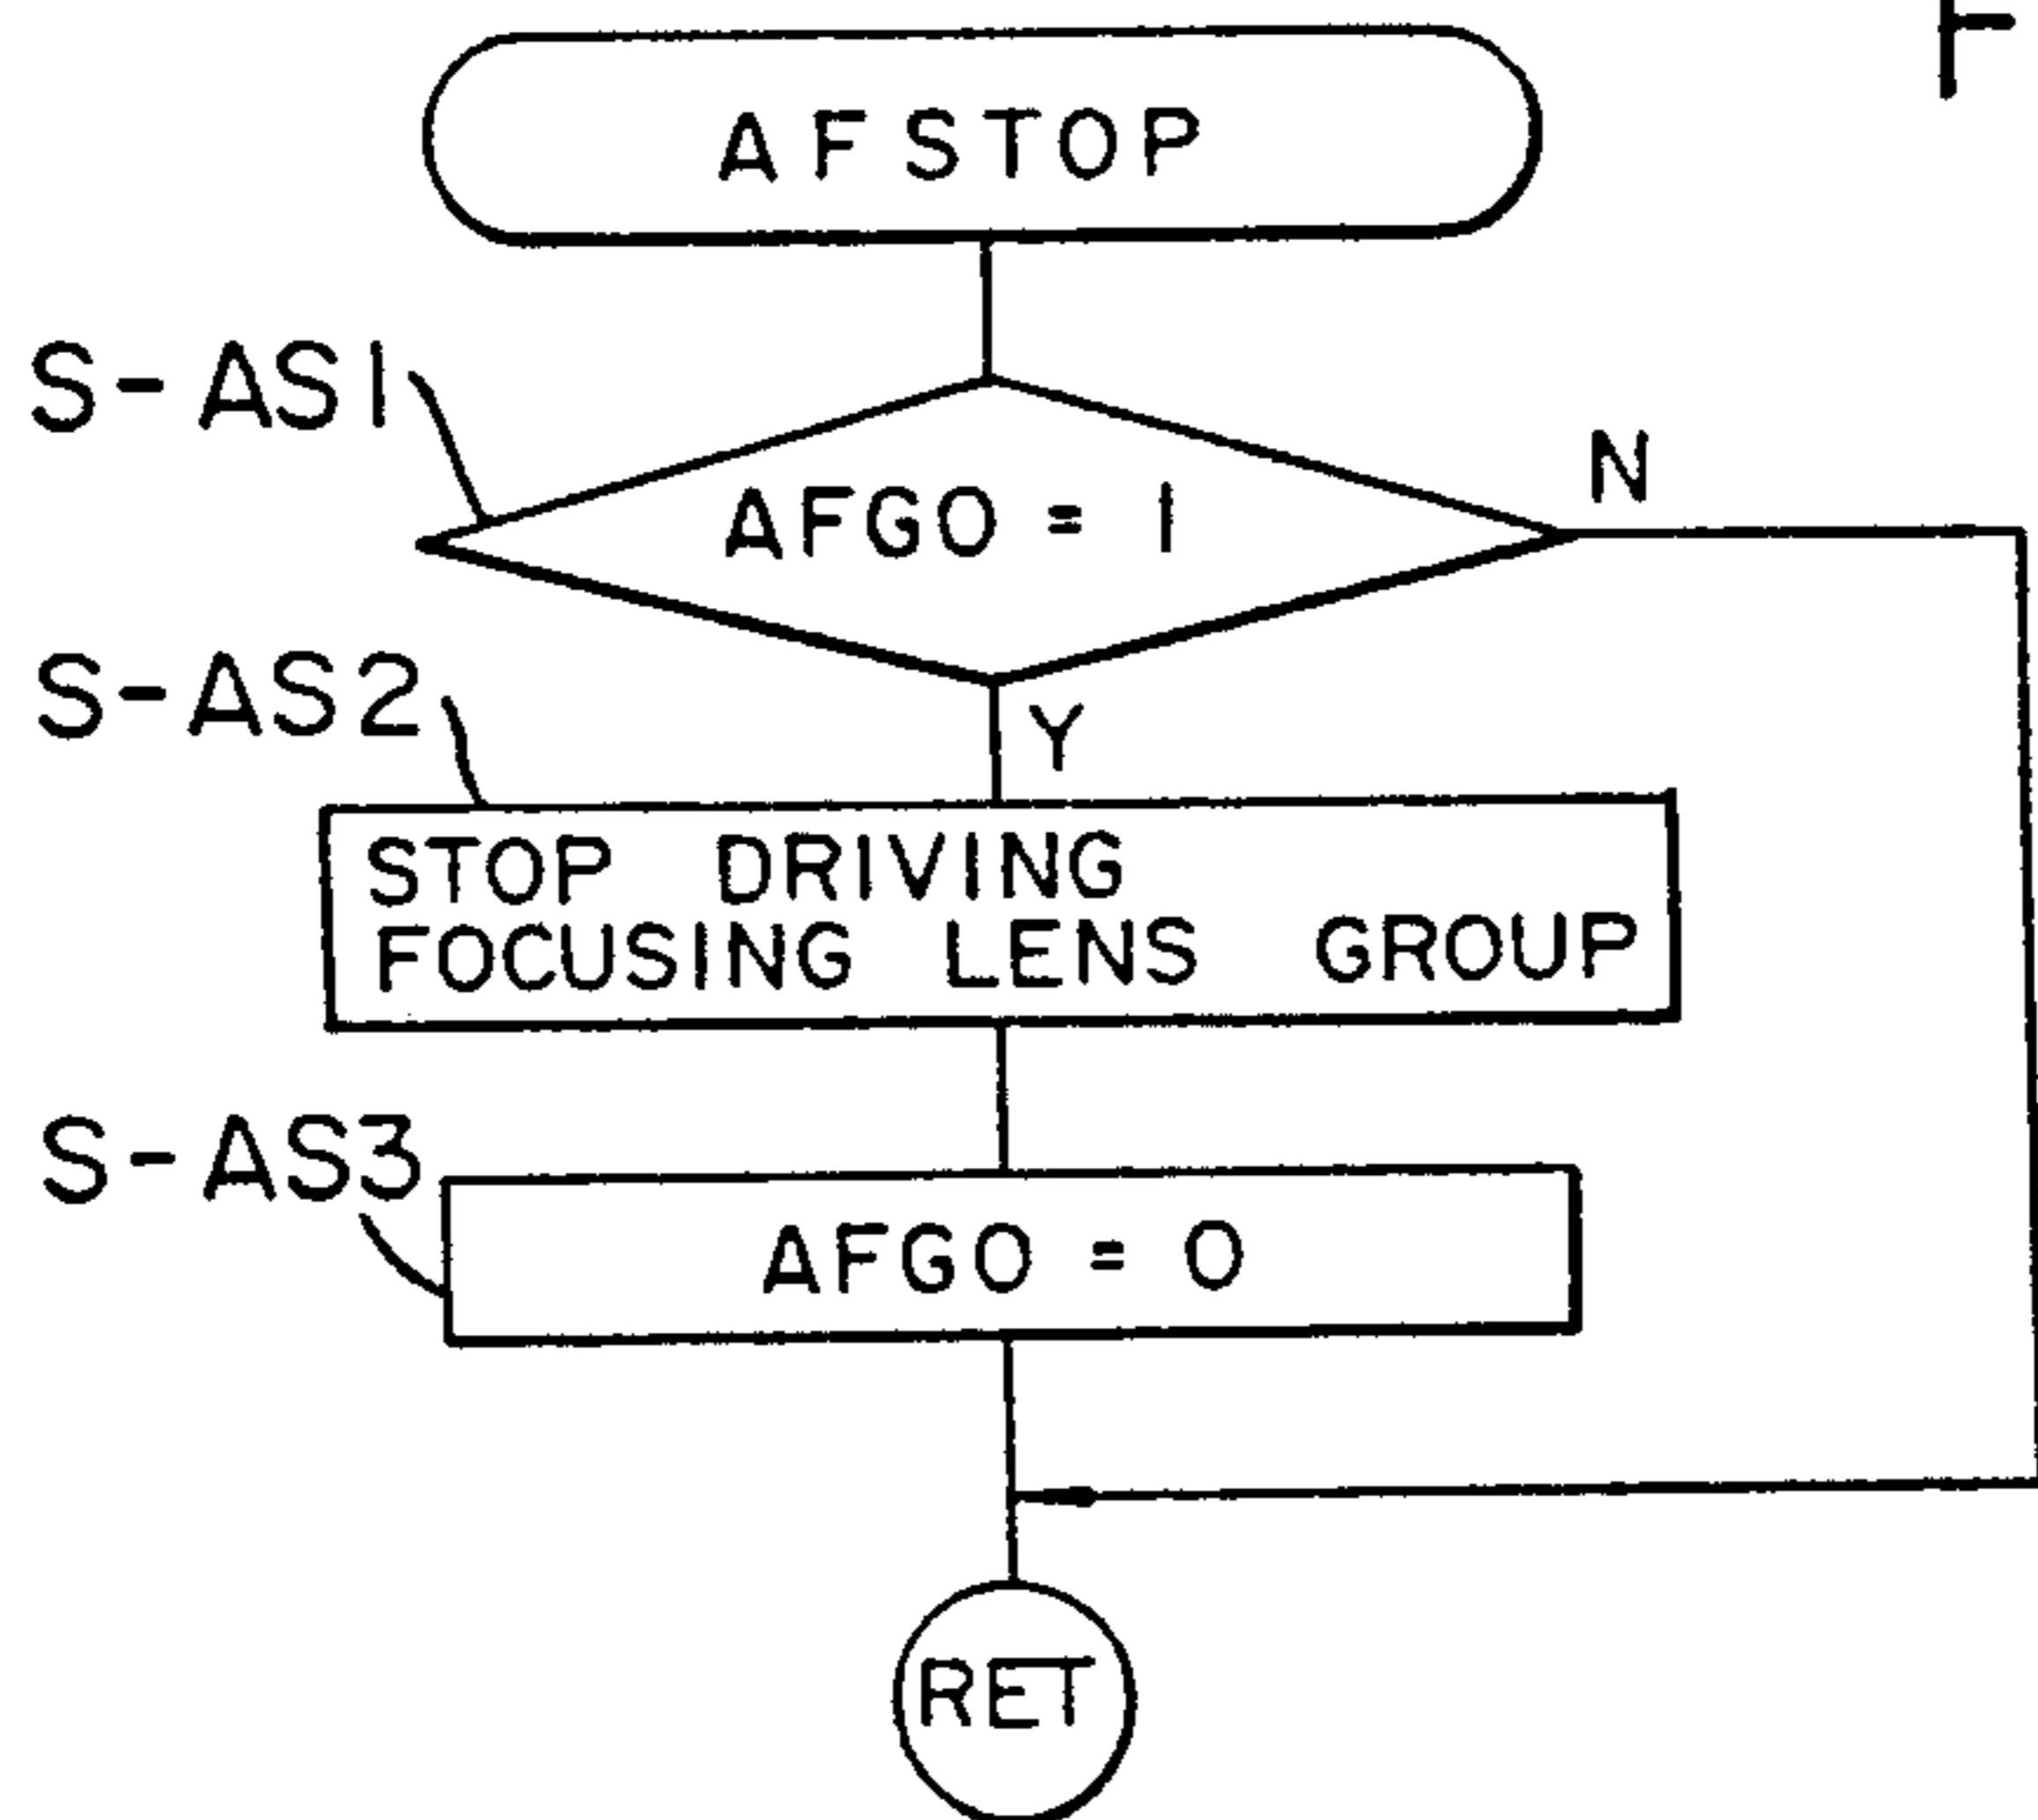 AFSTOP
S-AS1
AFGO = 1
N
S-AS2
Y
STOP DRIVING
FOCUSING LENS GROUP
S-AS3
AFGO = 0
RET